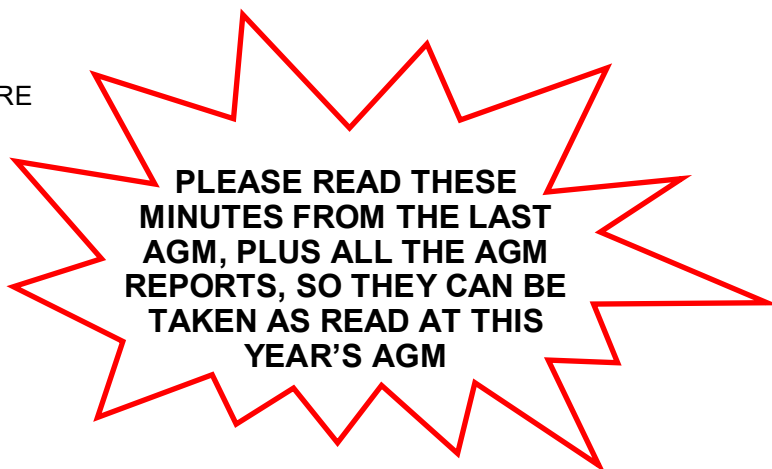 RE
PLEASE READ THESE
MINUTES FROM THE LAST
AGM, PLUS ALL THE AGM
REPORTS, SO THEY CAN BE
TAKEN AS READ AT THIS
YEAR’S AGM